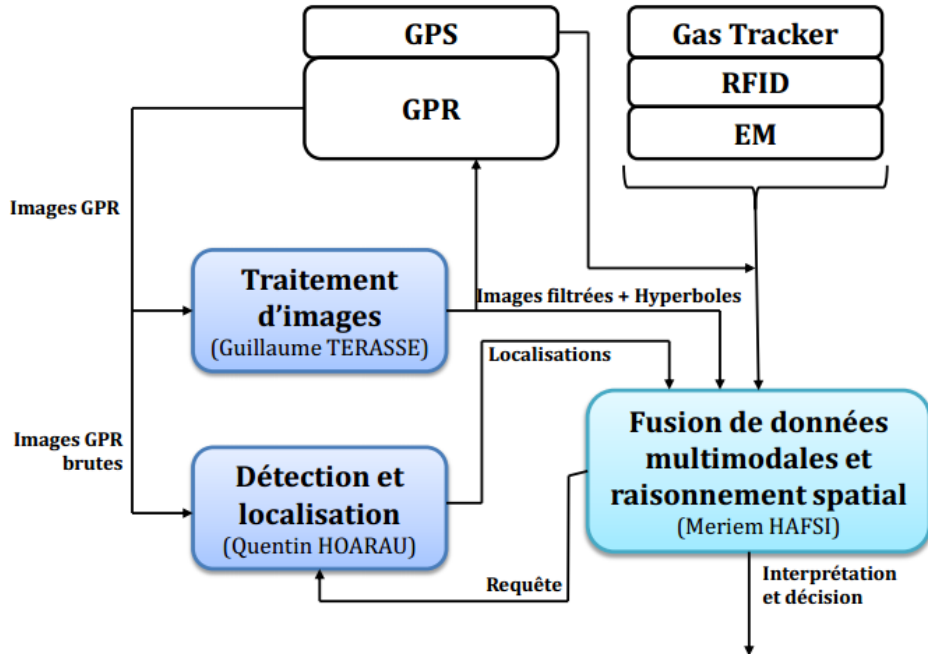 GPS
GPR
Gas Tracker
RFID
EM
Images GPR
Traitement
d'images
(Guillaume TERASSE)
Images filtrées + Hyperboles
Localisations
Images GPR
brutes
Détection et
localisation
(Quentin HOARAU)
Fusion de données
multimodales et
raisonnement spatial
(Meriem HAFSI)
Requête
Interprétation
et décision